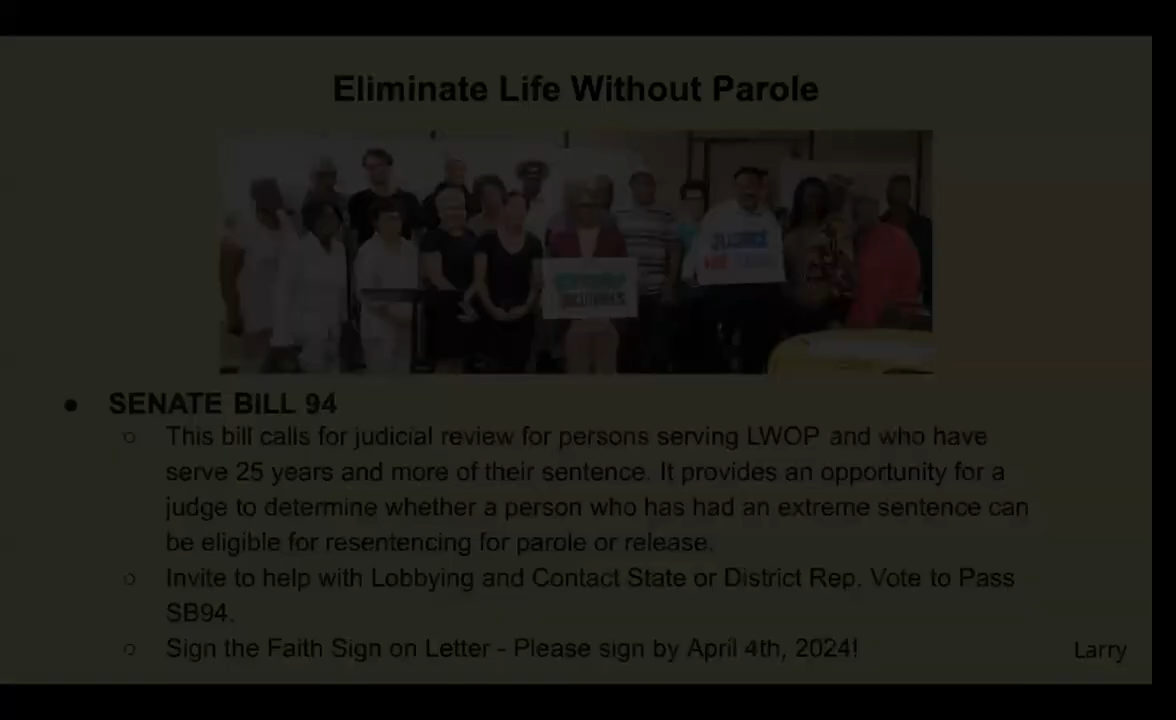 Eliminate Life Without Parole
● SENATE BILL 94
○ This bill calls for judicial review for persons serving LWOP and who have
serve 25 years and more of their sentence. It provides an opportunity for a
judge to determine whether a person who has had an extreme sentence can
be eligible for resentencing for parole or release.
○ Invite to help with Lobbying and Contact State or District Rep. Vote to Pass
SB94.
○ Sign the Faith Sign on Letter - Please sign by April 4th, 2024!
Larry